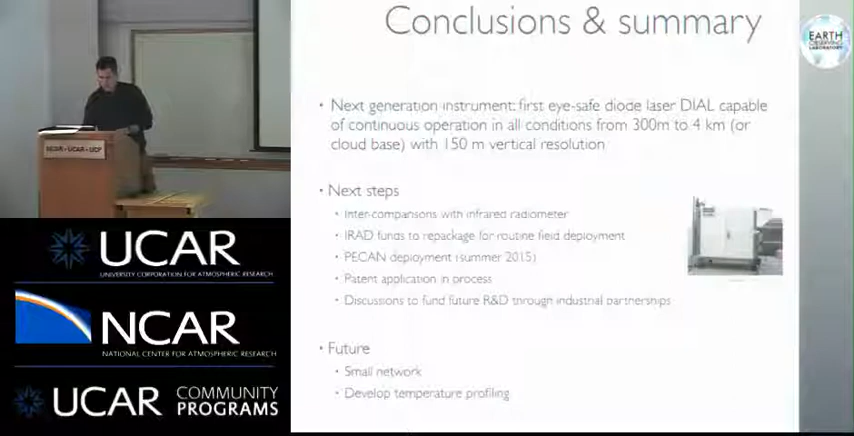 Conclusions & summary
EARTH
OBSERVING
LABORATORY
• Next generation instrument: first eye-safe diode laser DIAL capable
of continuous operation in all conditions from 300m to 4 km (or
cloud base) with 150 m vertical resolution
• Next steps
• Inter-comparisons with infrared radiometer
• IRAD funds to repackage for routine field deployment
• PECAN deployment (summer 2015)
• Patent application in process
• Discussions to fund future R&D through industrial partnerships
• Future
• Small network
• Develop temperature profiling
NCAR • UCAR • UCP
UCAR
UNIVERSITY CORPORATION FOR ATMOSPHERIC RESEARCH
NCAR
NATIONAL CENTER FOR ATMOSPHERIC RESEARCH
UCAR COMMUNITY
PROGRAMS